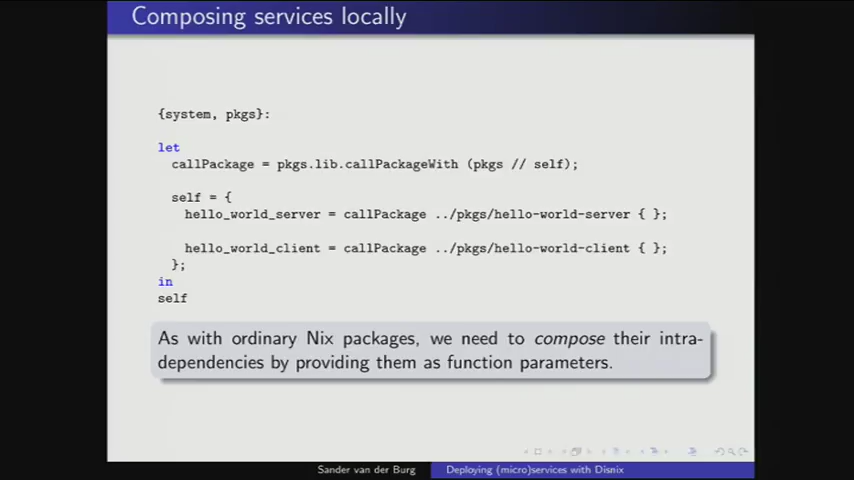 Composing services locally
{system, pkgs}:
let
callPackage = pkgs.lib.callPackageWith (pkgs // self);
self = {
hello_world_server = callPackage ../pkgs/hello-world-server { };
hello_world_client = callPackage ../pkgs/hello-world-client { };
};
in
self
As with ordinary Nix packages, we need to compose their intra-
dependencies by providing them as function parameters.
Sander van der Burg Deploying (micro)services with Disnix